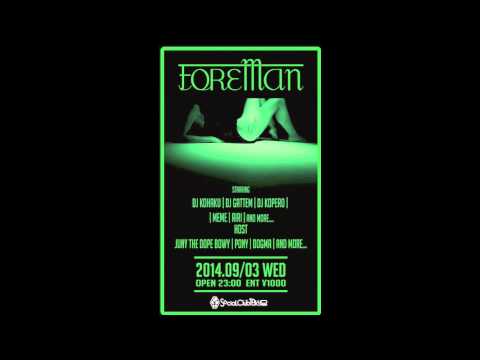 FOREMAN
STARRING
DJ KOHAKU | DJ GATTEM | DJ KOPERO |
| MEME | AIRI | AND MORE...
HOST
JUNY THE DOPE BOWY | PONY | DOGMA | AND MORE...
2014.09/03 WED
OPEN 23:00 ENT ¥1000